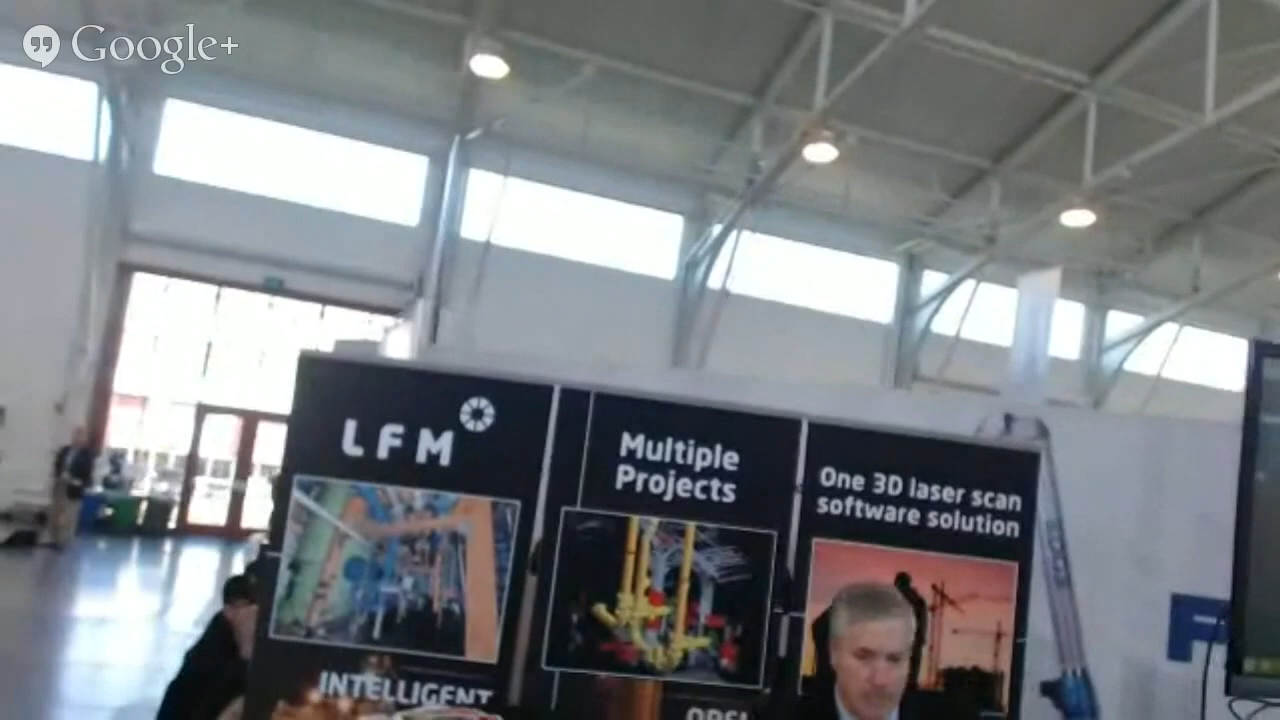 Google+
LFM
Multiple
Projects
One 3D laser scan
software solution
INTELLIGENT
F